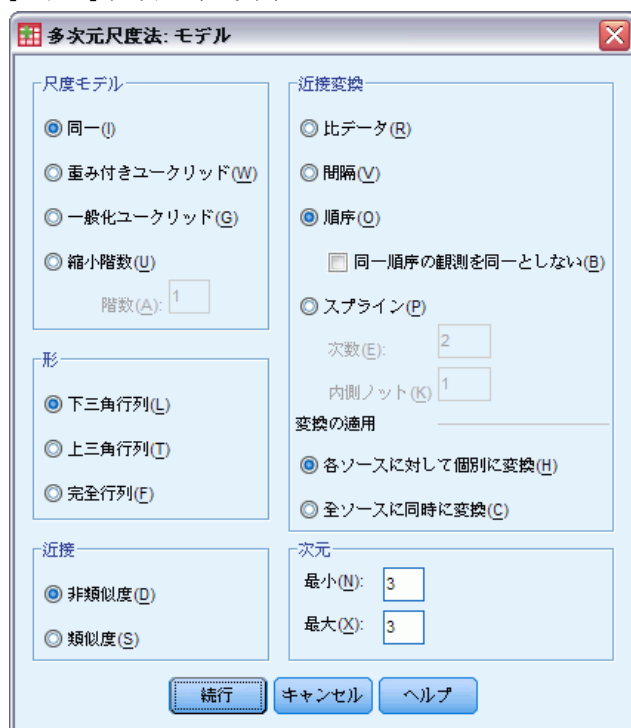 多次元尺度法: モデル
尺度モデル
同一(I)
重み付きユークリッド(W)
一般化ユークリッド(G)
縮小階数(U)
階数(A): 1
形
下三角行列(L)
上三角行列(T)
完全行列(F)
近接
非類似度(D)
類似度(S)
近接変換
比データ(R)
間隔(V)
順序(O)
同一順序の観測を同一としない(B)
スプライン(P)
次数(E): 2
内側ノット(K) 1
変換の適用
各ソースに対して個別に変換(H)
全ソースに同時に変換(C)
次元
最小(N): 3
最大(X): 3
続行 キャンセル ヘルプ